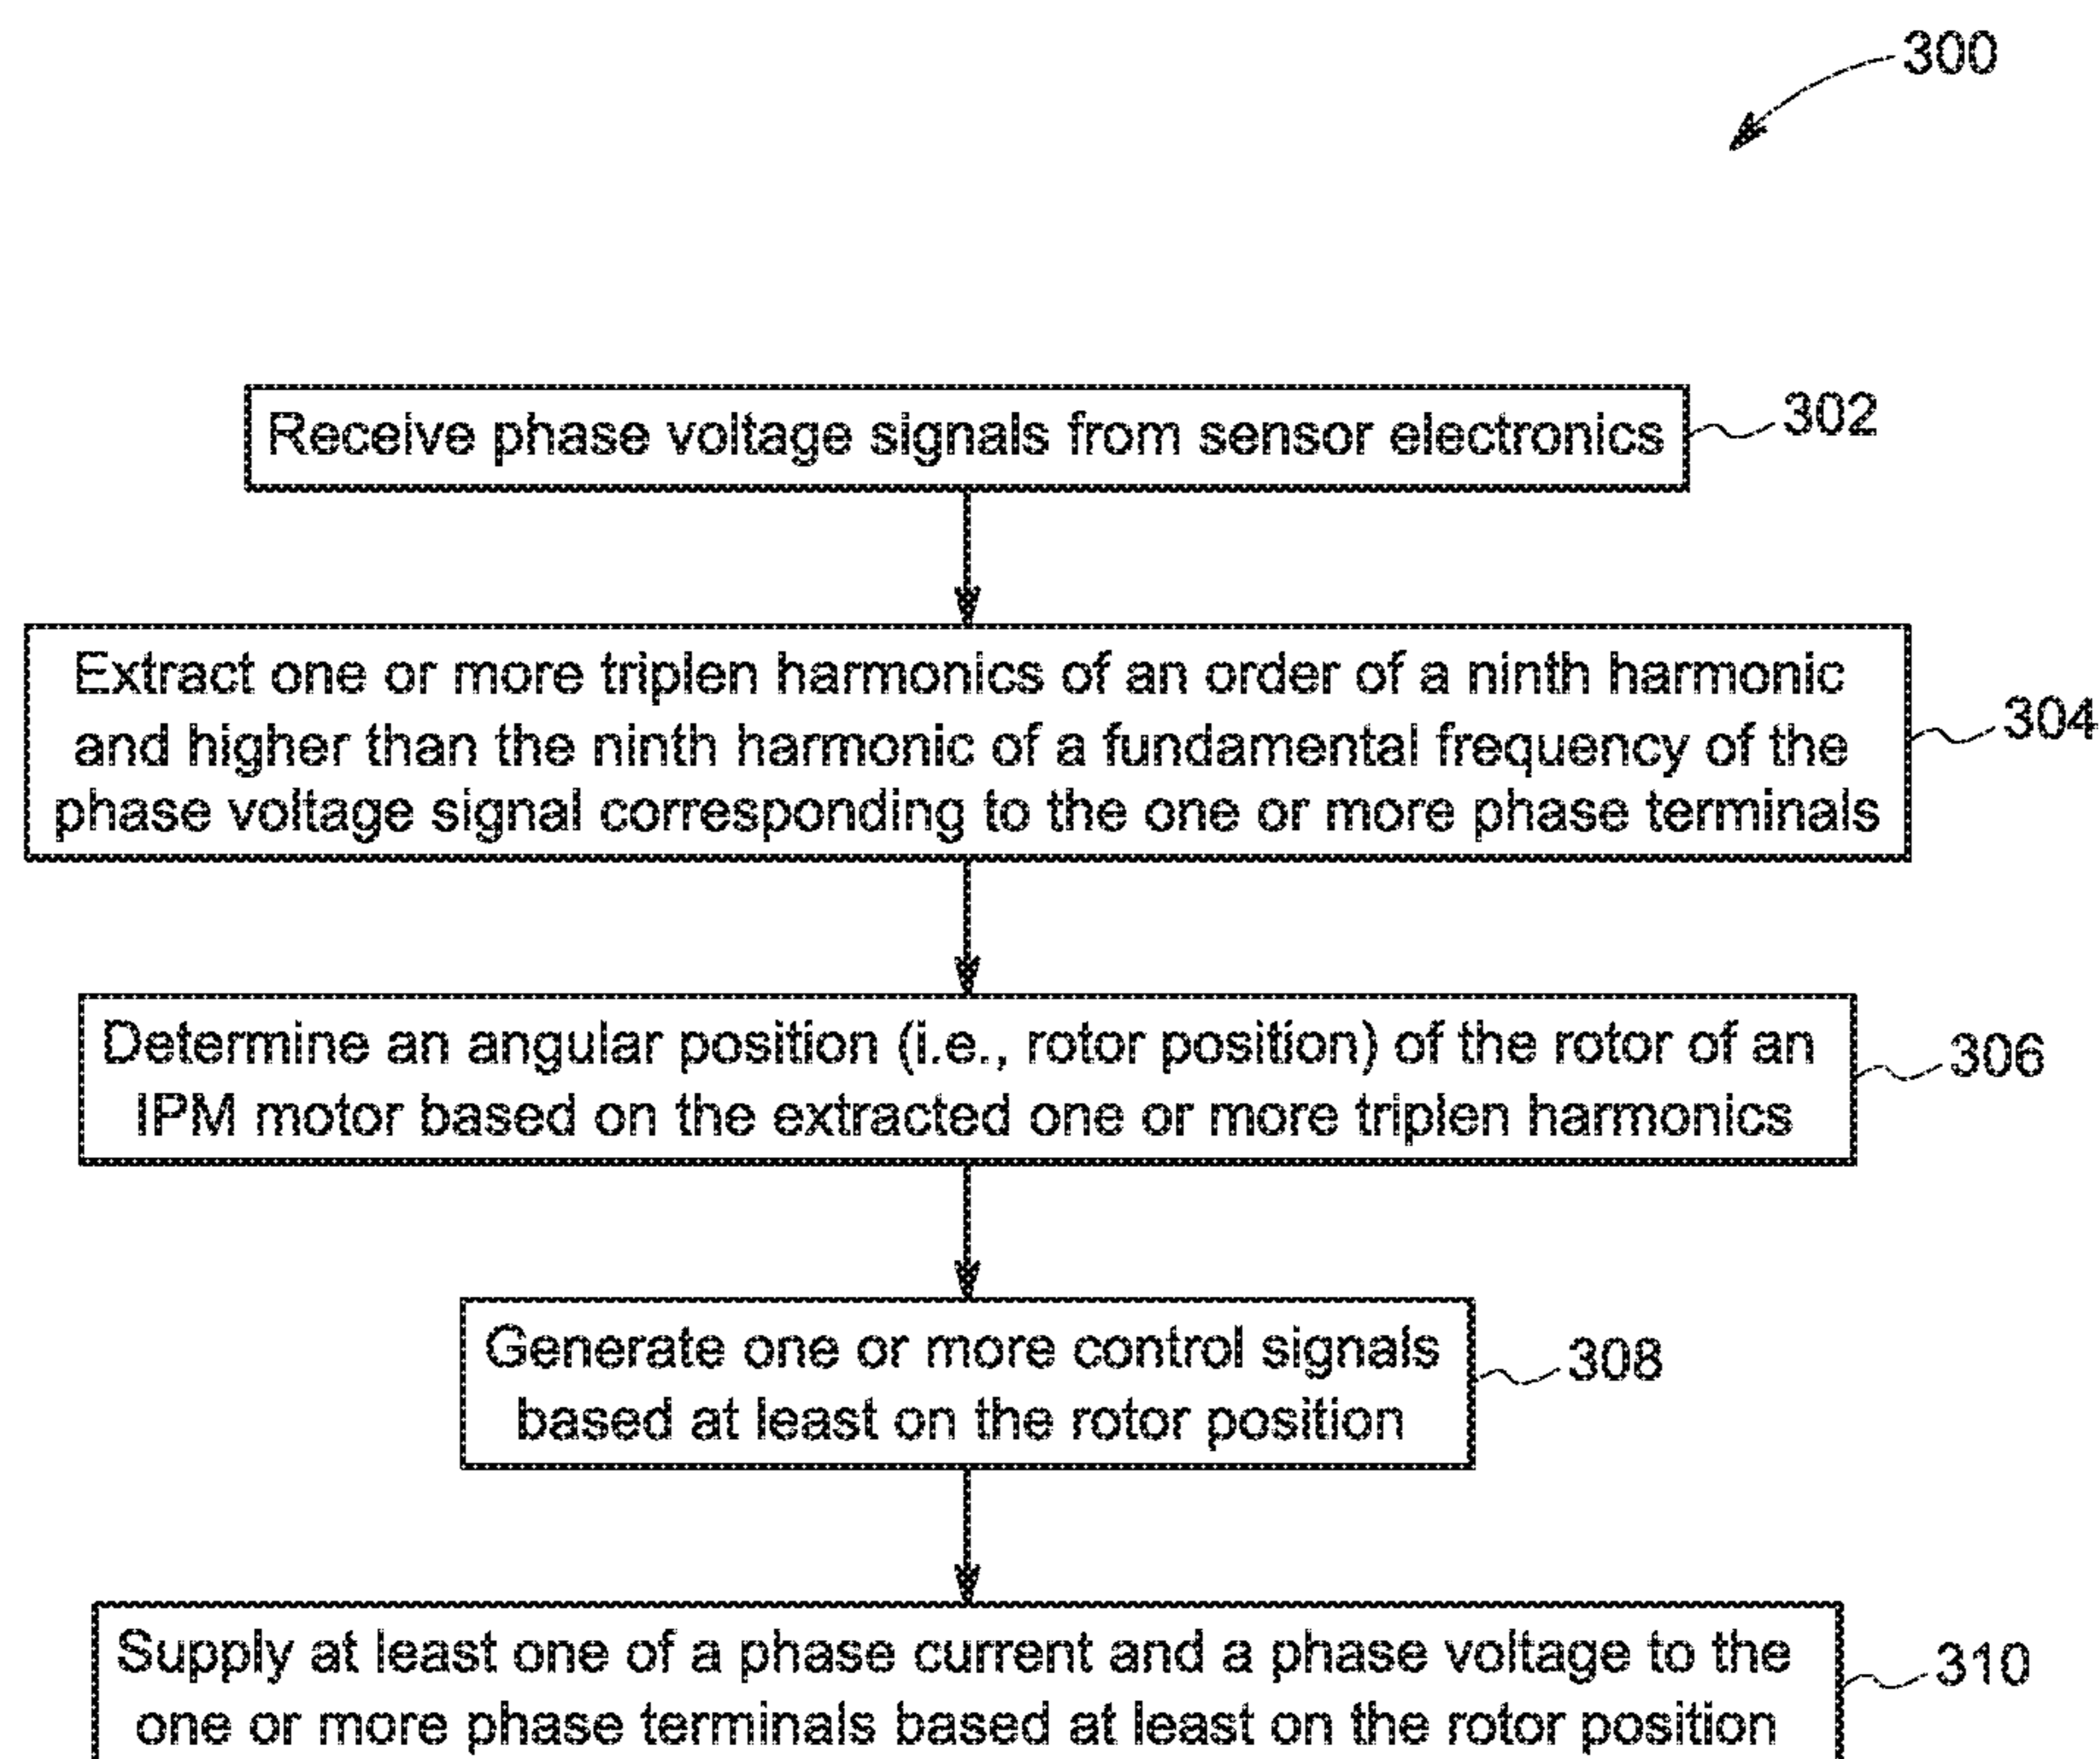 300
Receive phase voltage signals from sensor electronics
302
Extract one or more triplen harmonics of an order of a ninth harmonic
and higher than the ninth harmonic of a fundamental frequency of the
phase voltage signal corresponding to the one or more phase terminals
304
Determine an angular position (i.e., rotor position) of the rotor of an
IPM motor based on the extracted one or more triplen harmonics
306
Generate one or more control signals
based at least on the rotor position
308
Supply at least one of a phase current and a phase voltage to the
one or more phase terminals based at least on the rotor position
310